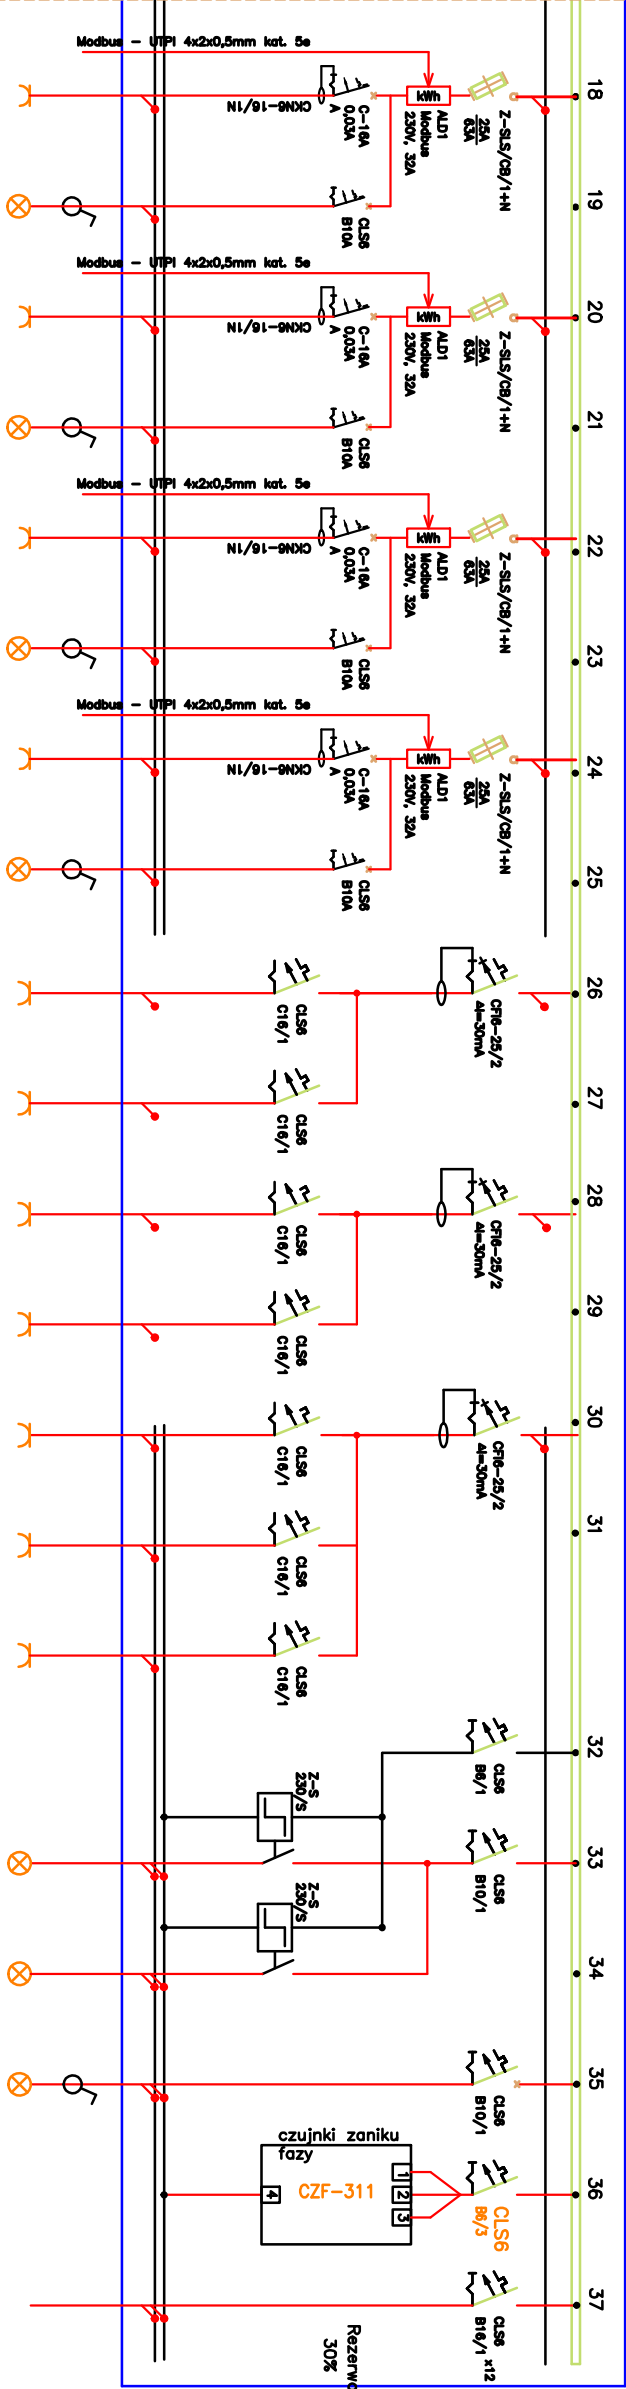 Modbus - UTPI 4x2x0,5mm kat. 5e
18
CKN6-16/1N
C-16A
0,03A
A
kWh
ALD1
Modbus
230V, 32A
25A
63A
Z-SLS/CB/1+N
19
CLS6
B10A
Modbus - UTPI 4x2x0,5mm kat. 5e
20
CKN6-16/1N
C-16A
0,03A
A
kWh
ALD1
Modbus
230V, 32A
25A
63A
Z-SLS/CB/1+N
21
CLS6
B10A
Modbus - UTPI 4x2x0,5mm kat. 5e
22
CKN6-16/1N
C-16A
0,03A
A
kWh
ALD1
Modbus
230V, 32A
25A
63A
Z-SLS/CB/1+N
23
CLS6
B10A
Modbus - UTPI 4x2x0,5mm kat. 5e
24
CKN6-16/1N
C-16A
0,03A
A
kWh
ALD1
Modbus
230V, 32A
25A
63A
Z-SLS/CB/1+N
25
CLS6
B10A
26
CLS6
C16/1
CFI6-25/2
ΔI=30mA
27
CLS6
C16/1
28
CLS6
C16/1
CFI6-25/2
ΔI=30mA
29
CLS6
C16/1
30
CLS6
C16/1
CFI6-25/2
ΔI=30mA
31
CLS6
C16/1
CLS6
C16/1
32
CLS6
B6/1
Z-S
230/S
33
CLS6
B10/1
Z-S
230/S
34
35
CLS6
B10/1
czujnki zaniku
fazy
CZF-311
1
2
3
4
36
CLS6
B6/3
37
CLS6
B16/1 x12
Rezerwa
30%